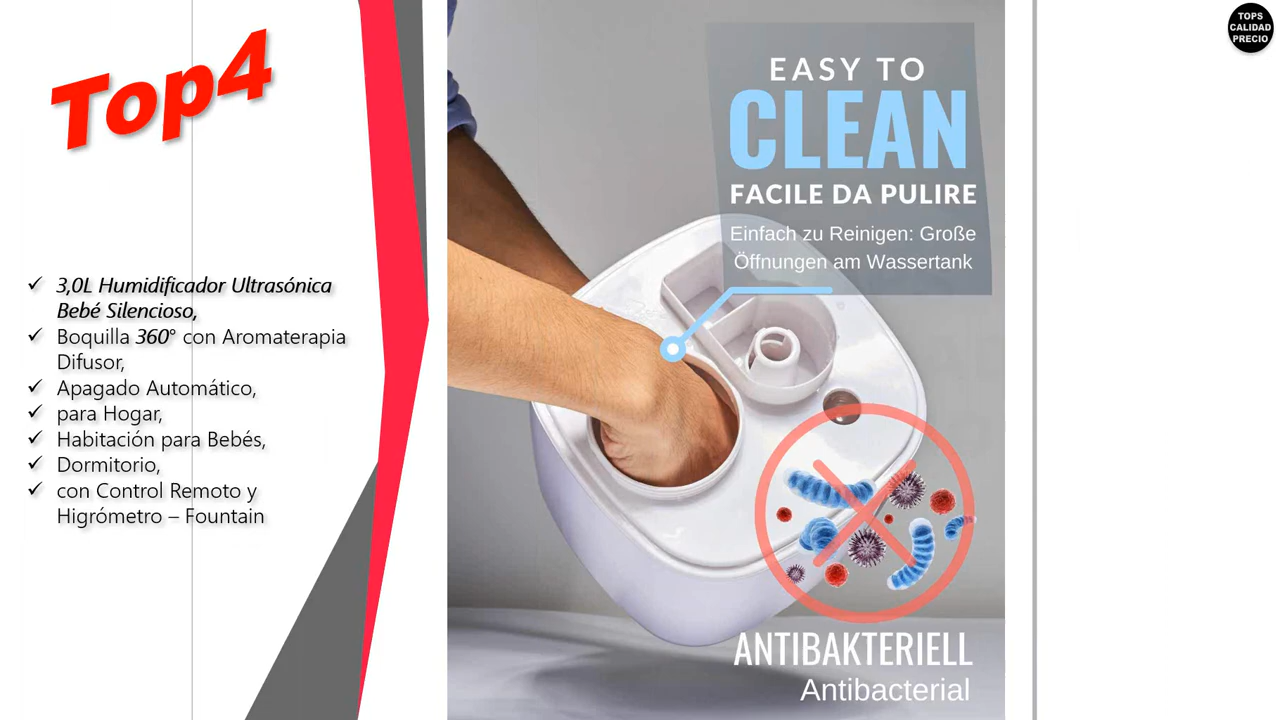 Top4
3,0L Humidificador Ultrasónica
Bebé Silencioso,
Boquilla 360° con Aromaterapia
Difusor,
Apagado Automático,
para Hogar,
Habitación para Bebés,
Dormitorio,
con Control Remoto y
Higrómetro – Fountain
EASY TO
CLEAN
FACILE DA PULIRE
Einfach zu Reinigen: Große
Öffnungen am Wassertank
ANTIBAKTERIELL
Antibacterial
TOPS
CALIDAD
PRECIO